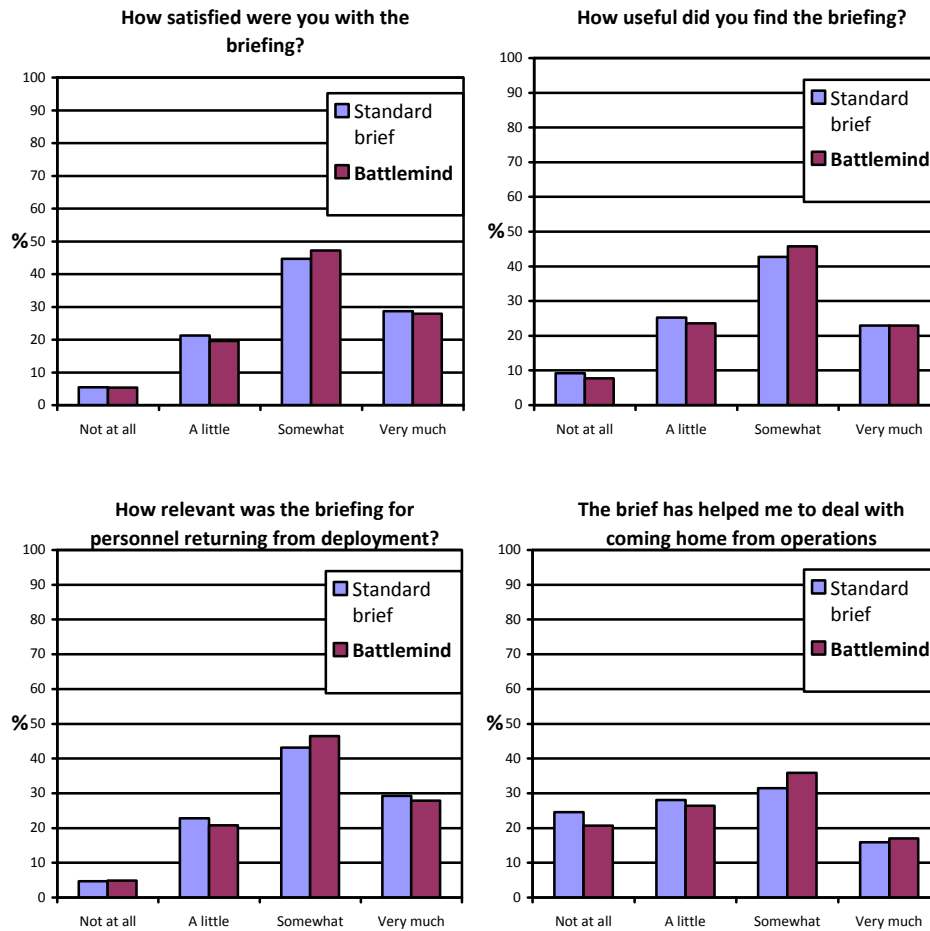 How satisfied were you with the
briefing?
100
90
80
70
60
50
40
30
20
10
0
%
Standard
brief
Battlemind
Not at all
A little
Somewhat
Very much
How useful did you find the briefing?
100
90
80
70
60
50
40
30
20
10
0
%
Standard
brief
Battlemind
Not at all
A little
Somewhat
Very much
How relevant was the briefing for
personnel returning from deployment?
100
90
80
70
60
50
40
30
20
10
0
%
Standard
brief
Battlemind
Not at all
A little
Somewhat
Very much
The brief has helped me to deal with
coming home from operations
100
90
80
70
60
50
40
30
20
10
0
%
Standard
brief
Battlemind
Not at all
A little
Somewhat
Very much